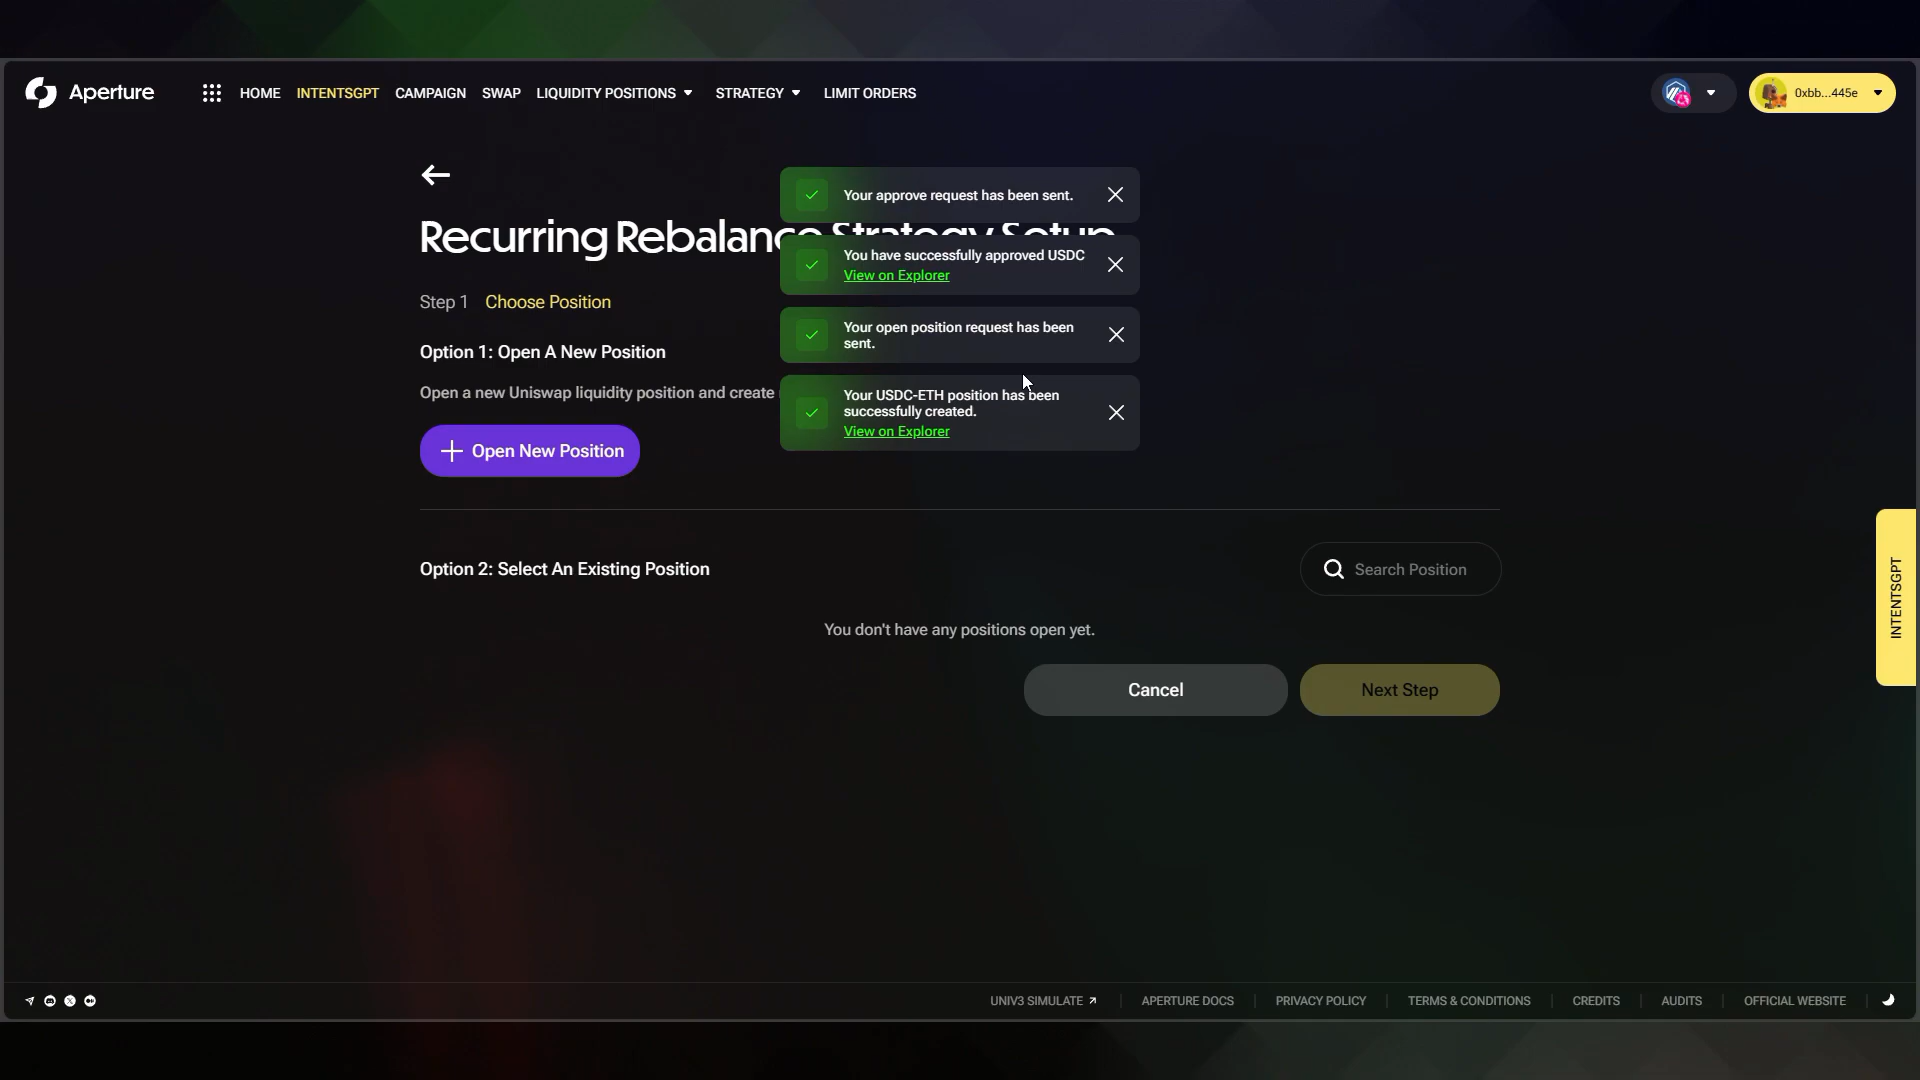 Aperture
HOME INTENTSGPT CAMPAIGN SWAP LIQUIDITY POSITIONS STRATEGY LIMIT ORDERS
0xbb...445e
Your approve request has been sent.
Recurring Rebalance Strategy Setup
You have successfully approved USDC
View on Explorer
Step 1 Choose Position
Your open position request has been
sent.
Option 1: Open A New Position
Open a new Uniswap liquidity position and create
Your USDC-ETH position has been
successfully created.
View on Explorer
Open New Position
Option 2: Select An Existing Position
Search Position
INTENTSGPT
You don't have any positions open yet.
Cancel
Next Step
UNIV3 SIMULATE APERTURE DOCS PRIVACY POLICY TERMS & CONDITIONS CREDITS AUDITS OFFICIAL WEBSITE